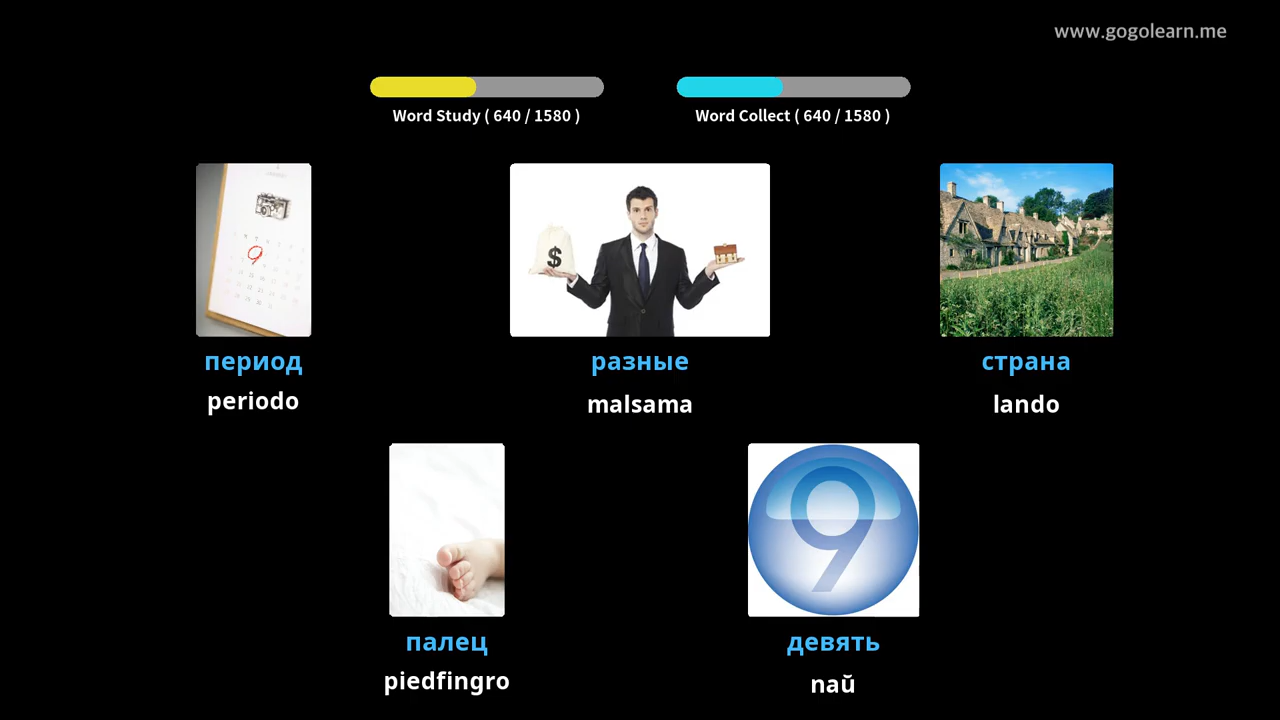 www.gogolearn.me
Word Study ( 640 / 1580 )
Word Collect ( 640 / 1580 )
период
periodo
разные
malsama
страна
lando
палец
piedfingro
9
девять
naŭ